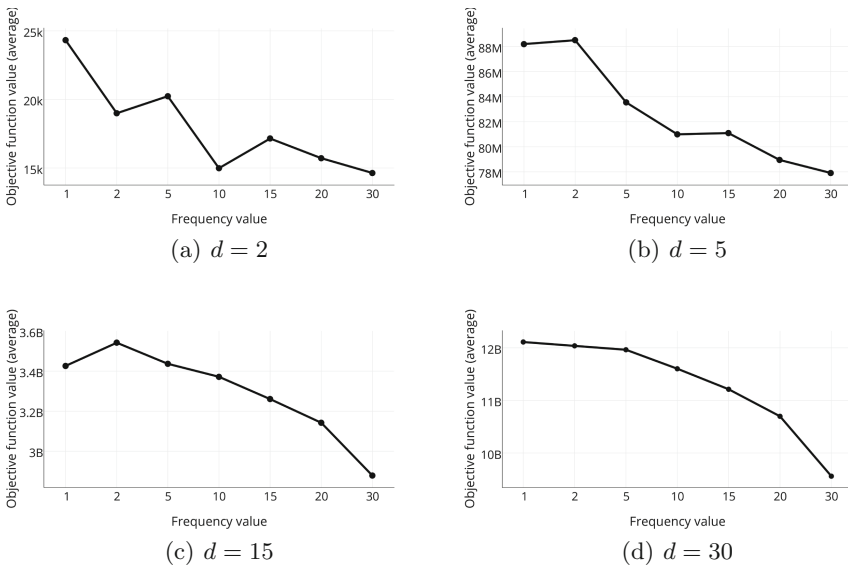 Objective function value (average)
25k
20k
15k
1 2 5 10 15 20 30
Frequency value
(a) d = 2
Objective function value (average)
88M
86M
84M
82M
80M
78M
1 2 5 10 15 20 30
Frequency value
(b) d = 5
Objective function value (average)
3.6B
3.4B
3.2B
3B
1 2 5 10 15 20 30
Frequency value
(c) d = 15
Objective function value (average)
12B
11B
10B
1 2 5 10 15 20 30
Frequency value
(d) d = 30